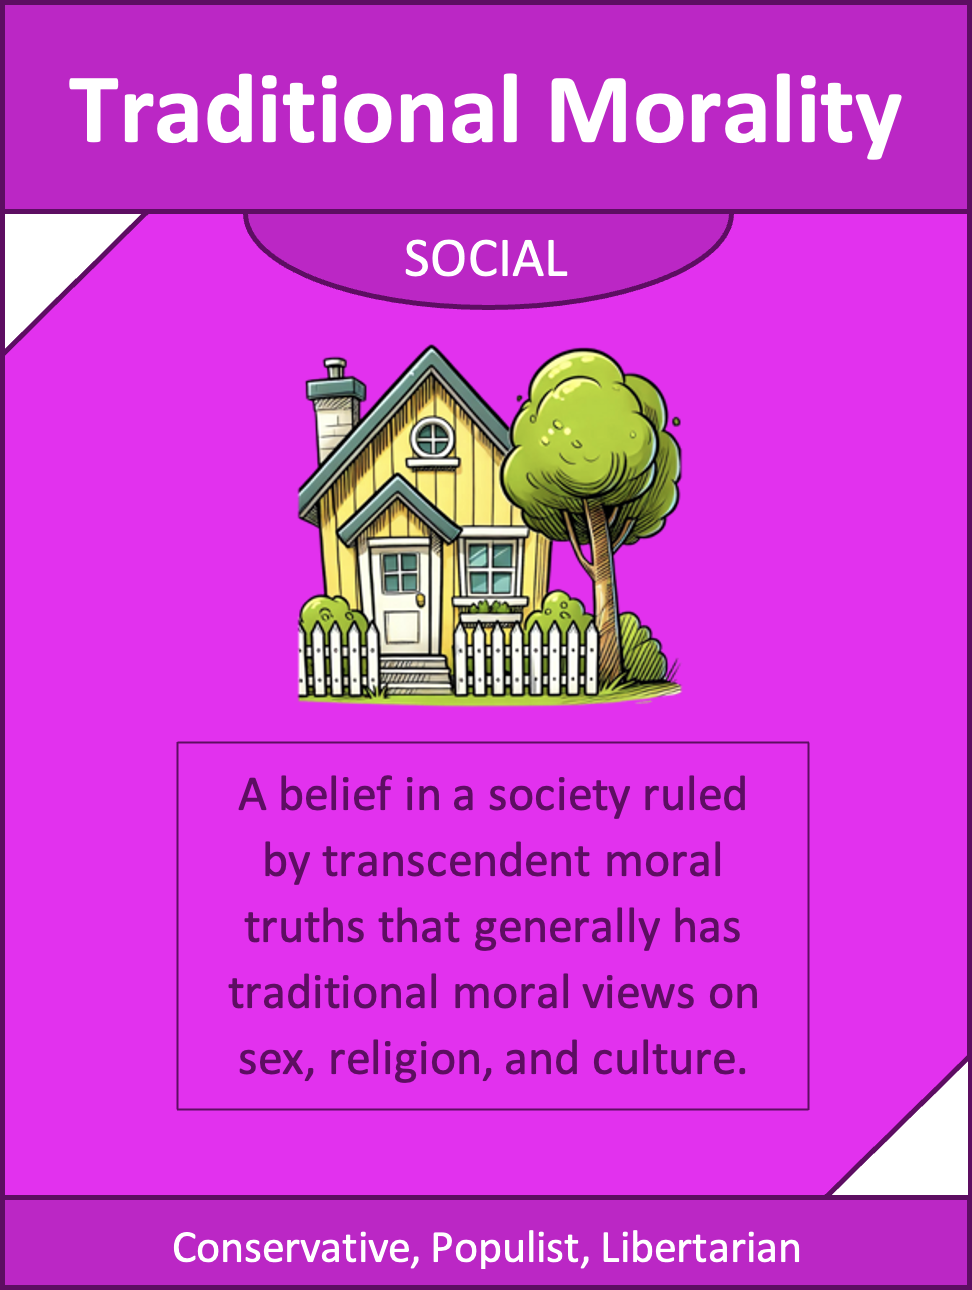 Traditional Morality
SOCIAL
A belief in a society ruled
by transcendent moral
truths that generally has
traditional moral views on
sex, religion, and culture.
Conservative, Populist, Libertarian